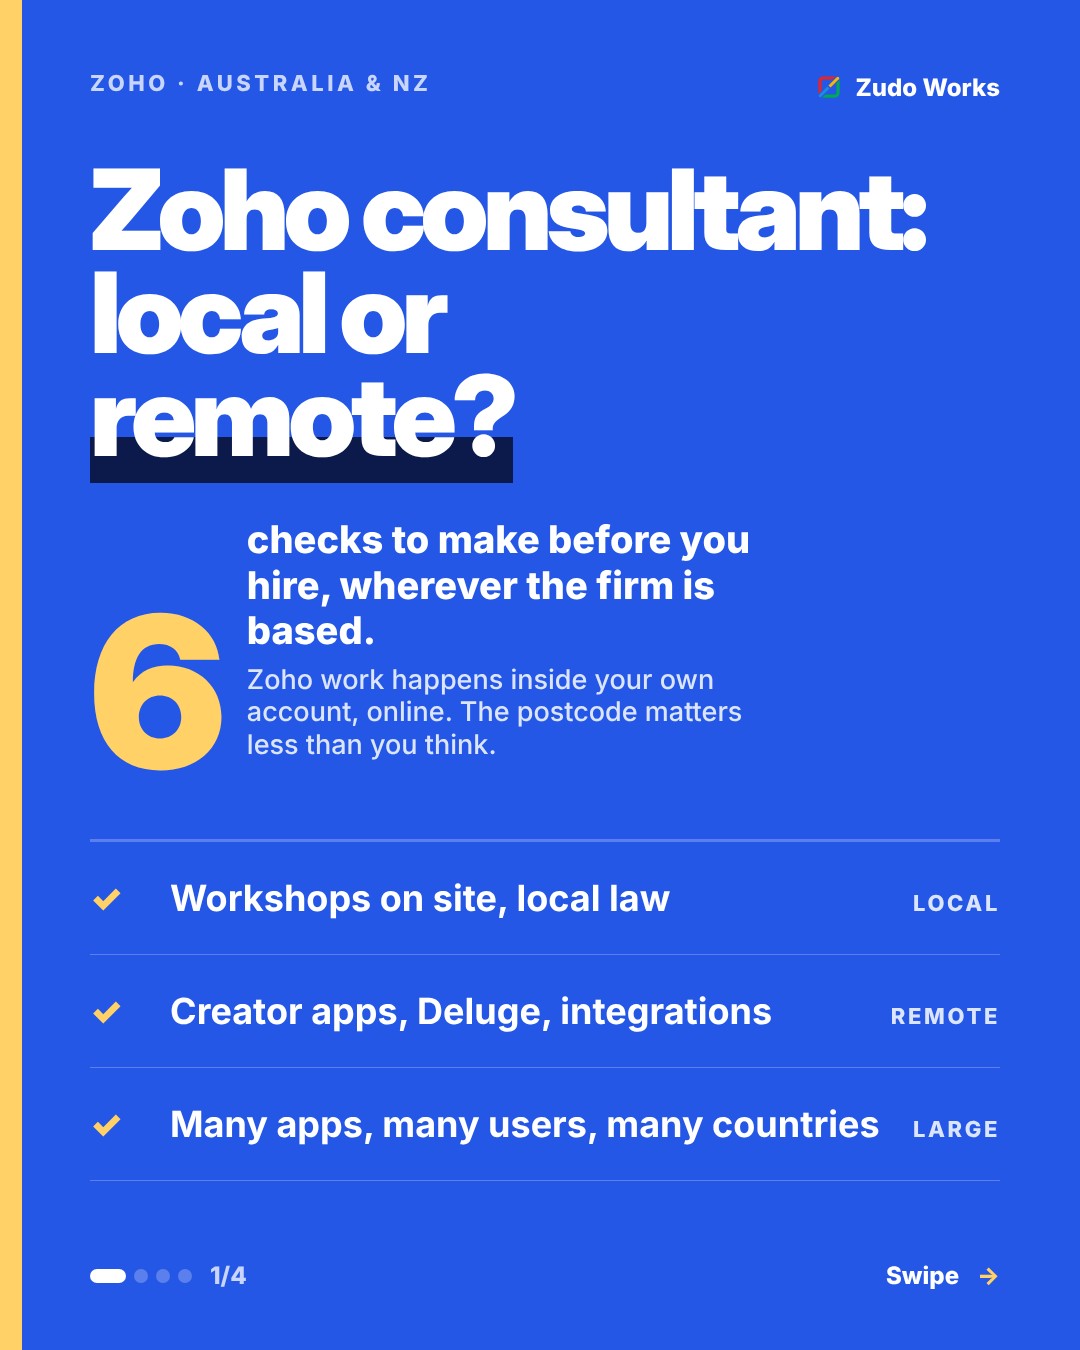 ZOHO · AUSTRALIA & NZ
Zudo Works
Zoho consultant:
local or
remote?
6
checks to make before you
hire, wherever the firm is
based.
Zoho work happens inside your own
account, online. The postcode matters
less than you think.
Workshops on site, local law
LOCAL
Creator apps, Deluge, integrations
REMOTE
Many apps, many users, many countries
LARGE
1/4
Swipe →